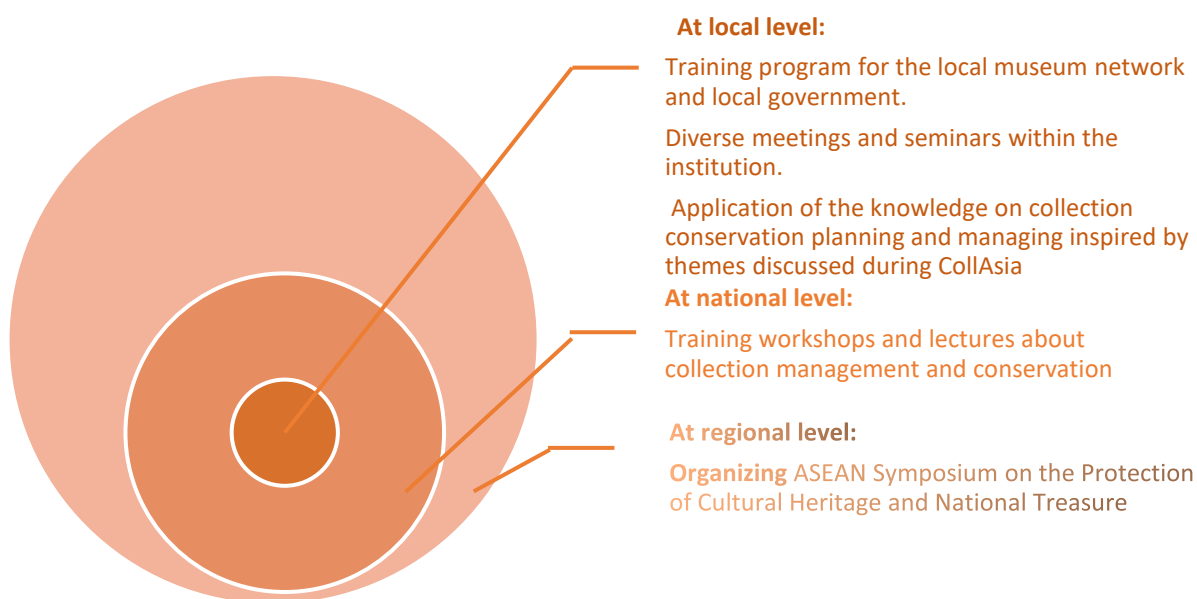 At local level:
Training program for the local museum network
and local government.
Diverse meetings and seminars within the
institution.
Application of the knowledge on collection
conservation planning and managing inspired by
themes discussed during CollAsia
At national level:
Training workshops and lectures about
collection management and conservation
At regional level:
Organizing ASEAN Symposium on the Protection
of Cultural Heritage and National Treasure